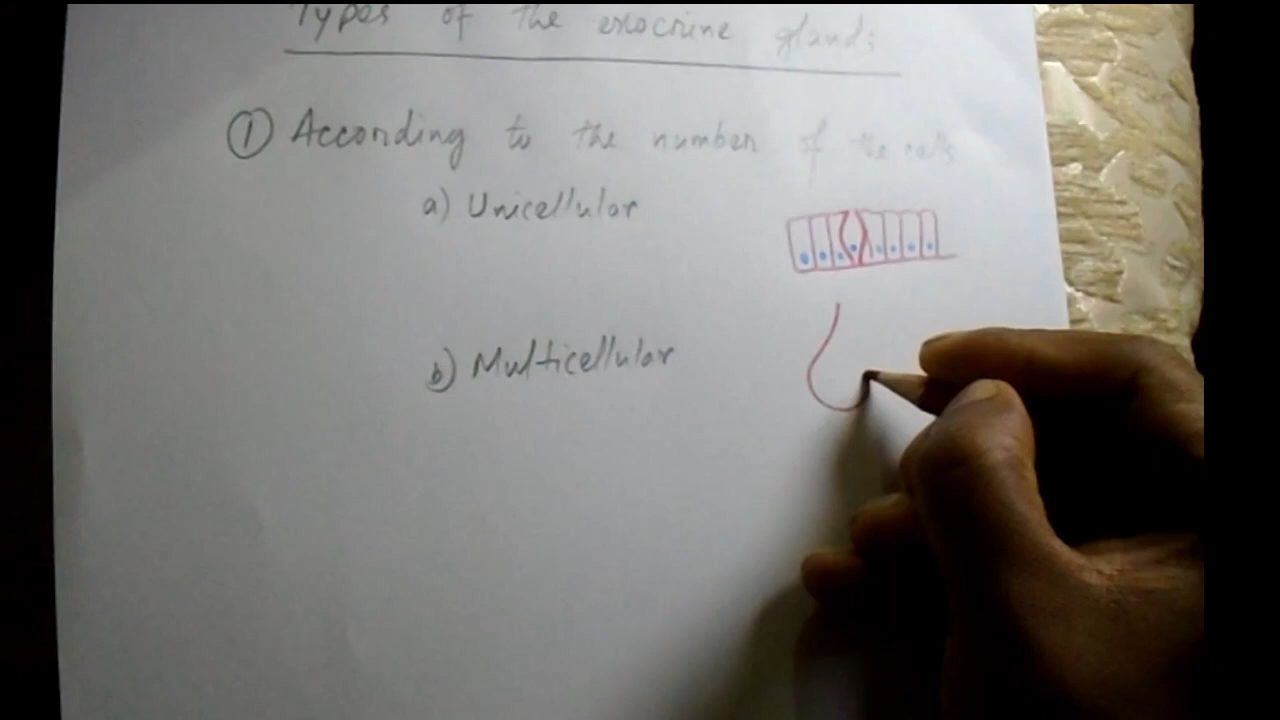 Types of the exocrine glands
① According to the number of the cells
a) Unicellular
b) Multicellular